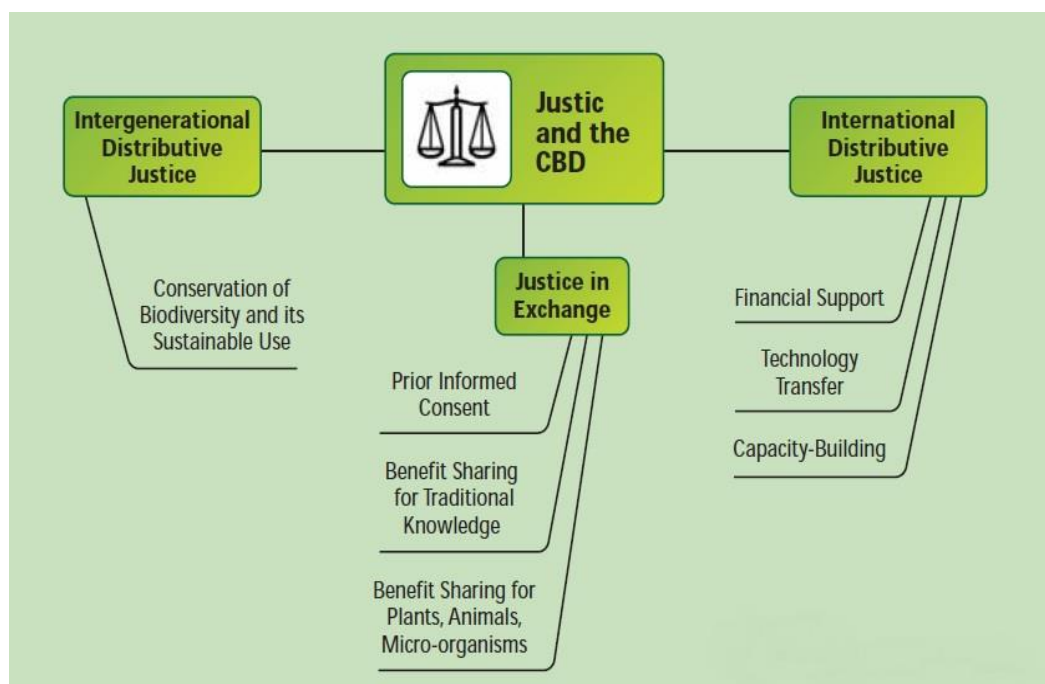 Justic
and the
CBD
Intergenerational
Distributive
Justice
Conservation of
Biodiversity and its
Sustainable Use
Justice in
Exchange
Prior Informed
Consent
Benefit Sharing
for Traditional
Knowledge
Benefit Sharing for
Plants, Animals,
Micro-organisms
International
Distributive
Justice
Financial Support
Technology
Transfer
Capacity-Building